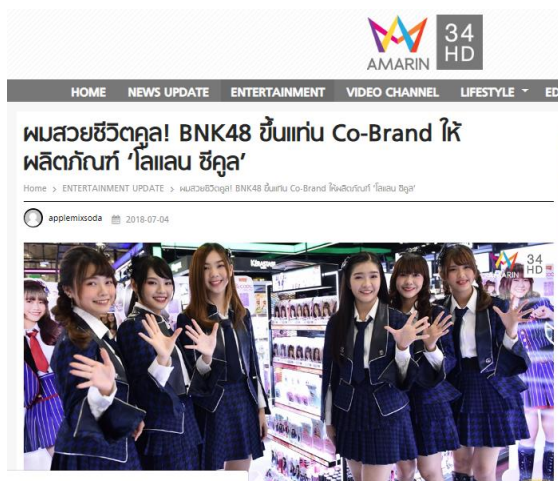 AMARIN
34
HD
HOME NEWS UPDATE ENTERTAINMENT VIDEO CHANNEL LIFESTYLE ED
ผมสวยชีวิตคูล! BNK48 ขึ้นแท่น Co-Brand ให้
ผลิตภัณฑ์ ‘โลแลน ซีคูล’
Home > ENTERTAINMENT UPDATE > ผมสวยชีวิตคูล! BNK48 ขึ้นแท่น Co-Brand ให้ผลิตภัณฑ์ ‘โลแลน ซีคูล’
applemixsoda 2018-07-04
AMARIN 34
HD